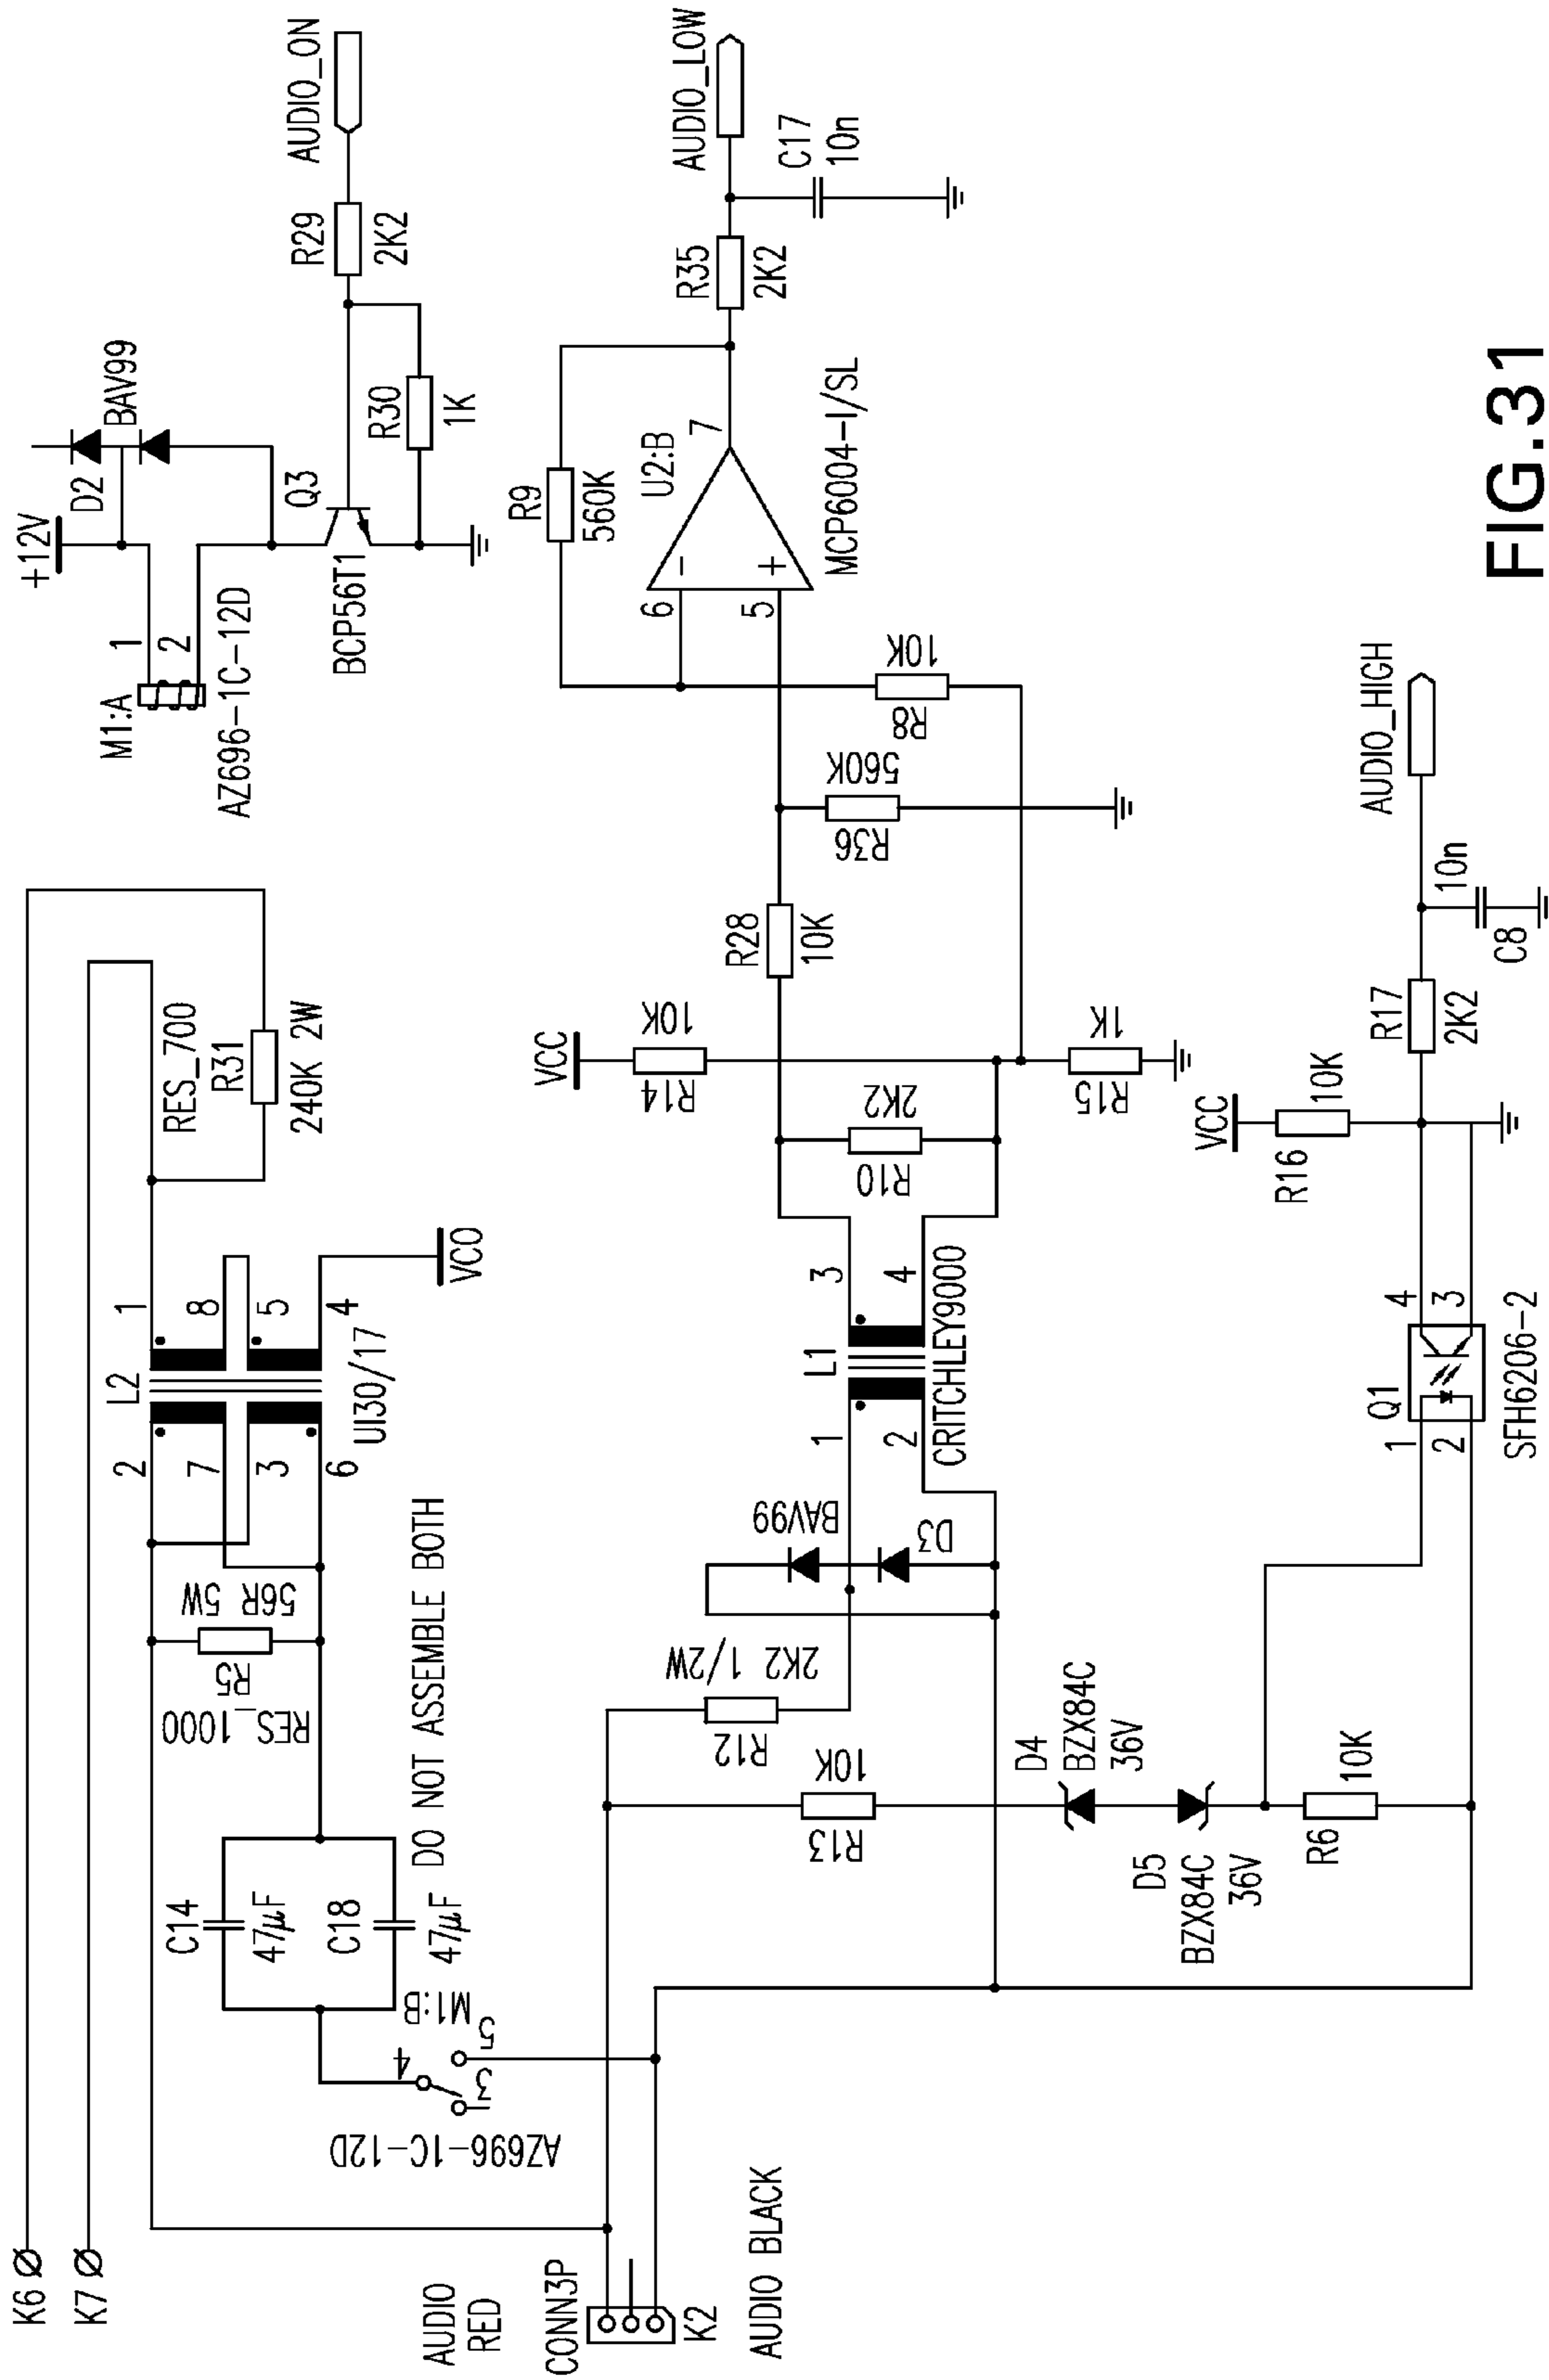 K6
K7
AUDIO
RED
CONN3P
K2
AUDIO BLACK
AZ696-1C-12D
M1:B
3
4
5
C14
47µF
C18
47µF
DO NOT ASSEMBLE BOTH
RES_1000
R5
56R 5W
L2
2
7
3
6
1
8
5
4
UI30/17
VCO
RES_700
R31
240K 2W
M1:A
1
2
AZ696-1C-12D
+12V
D2
BAV99
Q3
BCP56T1
R30
1K
R29
2K2
AUDIO_ON
R12
2K2 1/2W
R13
10K
BAV99
D3
L1
1
2
3
4
CRITCHLEY9000
R10
2K2
VCC
R14
10K
R15
1K
R28
10K
R36
560K
R8
10K
R9
560K
6
5
7
U2:B
MCP6004-I/SL
R35
2K2
C17
10n
AUDIO_LOW
D4
BZX84C
36V
D5
BZX84C
36V
R6
10K
Q1
1
2
4
3
SFH6206-2
VCC
R16
10K
R17
2K2
C8
10n
AUDIO_HIGH
FIG.31